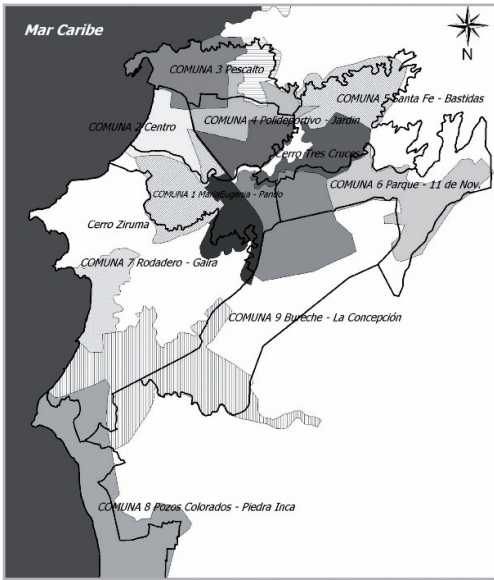 Mar Caribe
N
COMUNA 3 Pescaíto
COMUNA 5 Santa Fe - Bastidas
COMUNA 2 Centro
COMUNA 4 Polideportivo - Jardín
Cerro Tres Cruces
COMUNA 6 Parque - 11 de Nov.
COMUNA 1 MaríaEugenia - Pando
Cerro Ziruma
COMUNA 7 Rodadero - Gaira
COMUNA 9 Bureche - La Concepción
COMUNA 8 Pozos Colorados - Piedra Inca